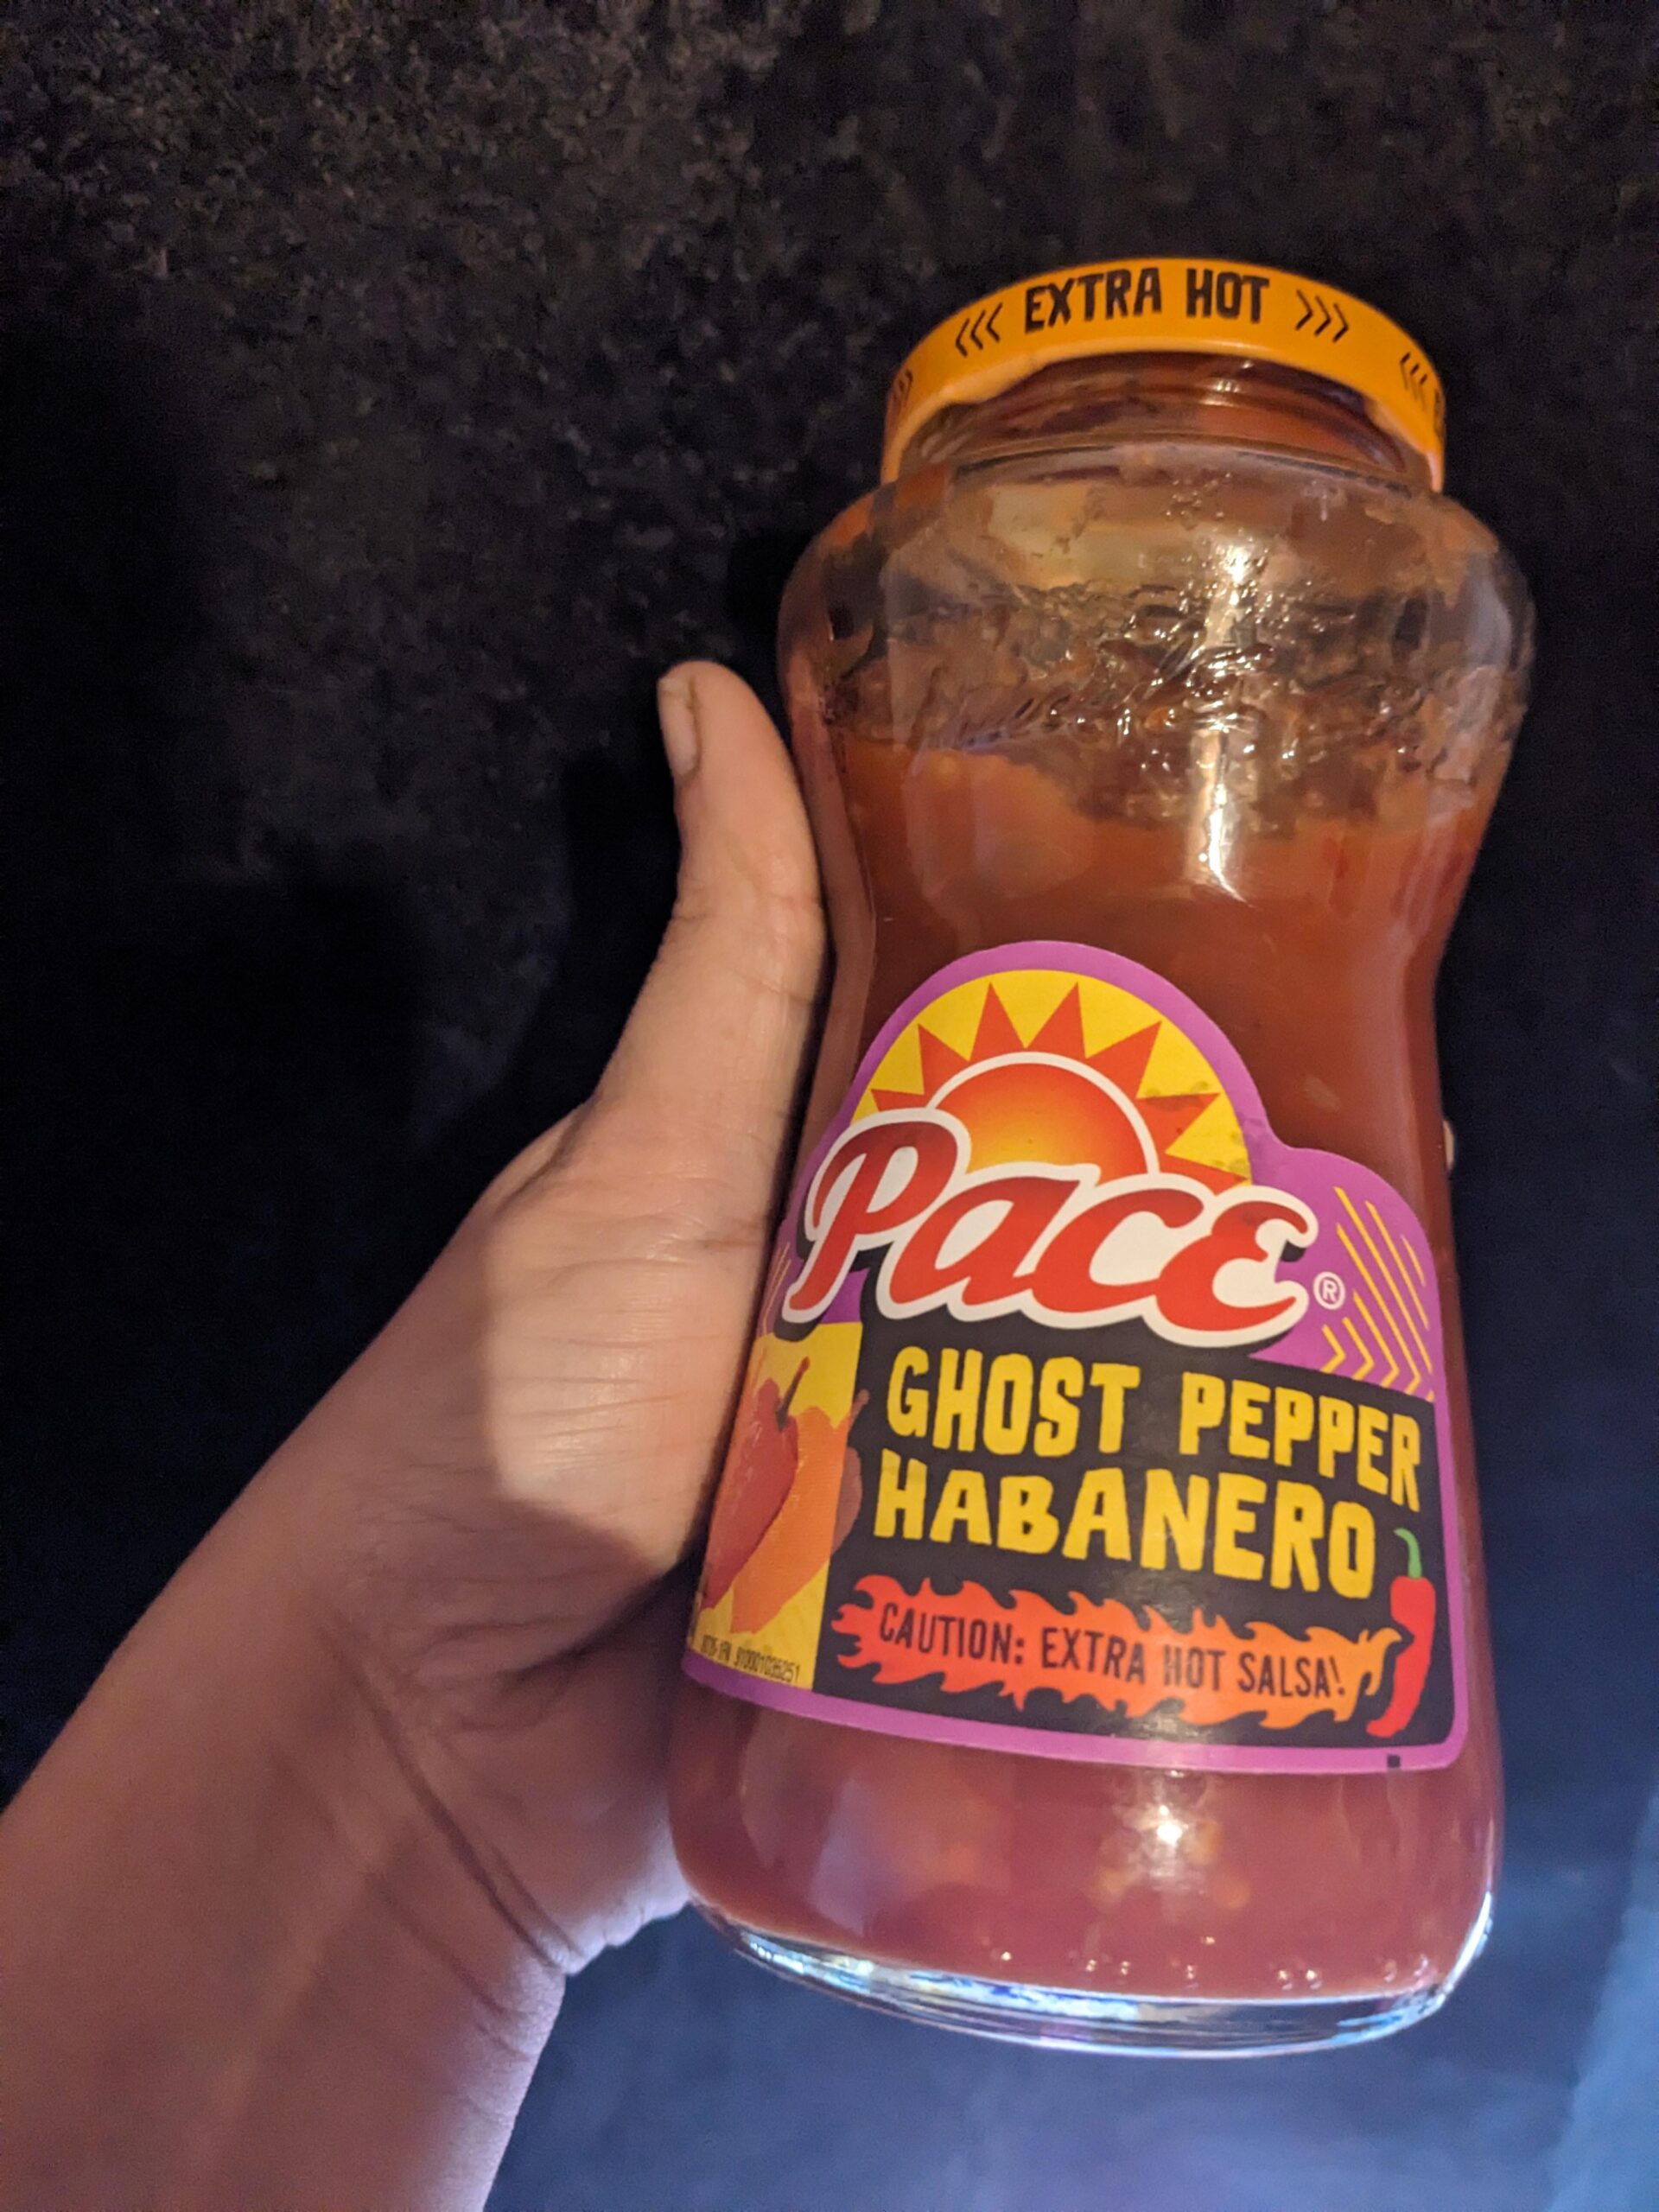 <<< EXTRA HOT >>>
Pace®
GHOST PEPPER
HABANERO
CAUTION: EXTRA HOT SALSA!